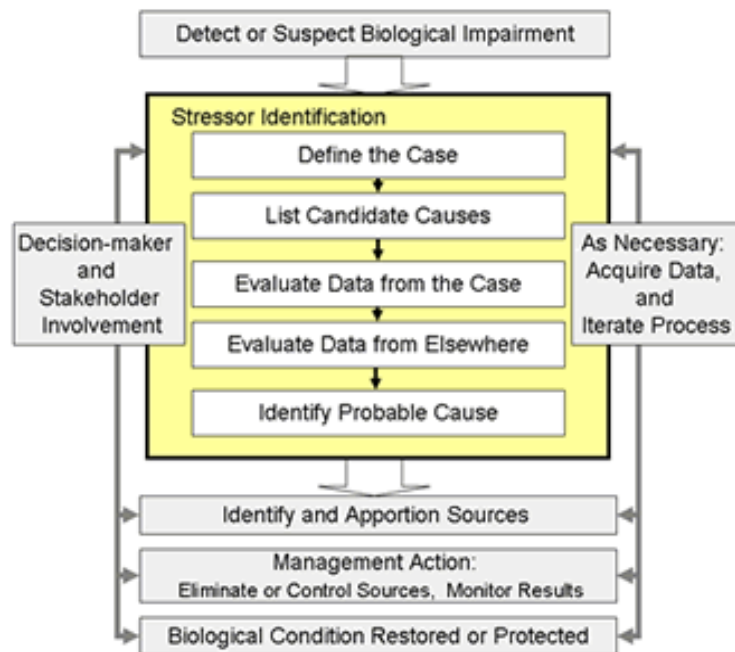 Detect or Suspect Biological Impairment
Stressor Identification
Define the Case
List Candidate Causes
Evaluate Data from the Case
Evaluate Data from Elsewhere
Identify Probable Cause
Decision-maker
and
Stakeholder
Involvement
As Necessary:
Acquire Data,
and
Iterate Process
Identify and Apportion Sources
Management Action:
Eliminate or Control Sources, Monitor Results
Biological Condition Restored or Protected